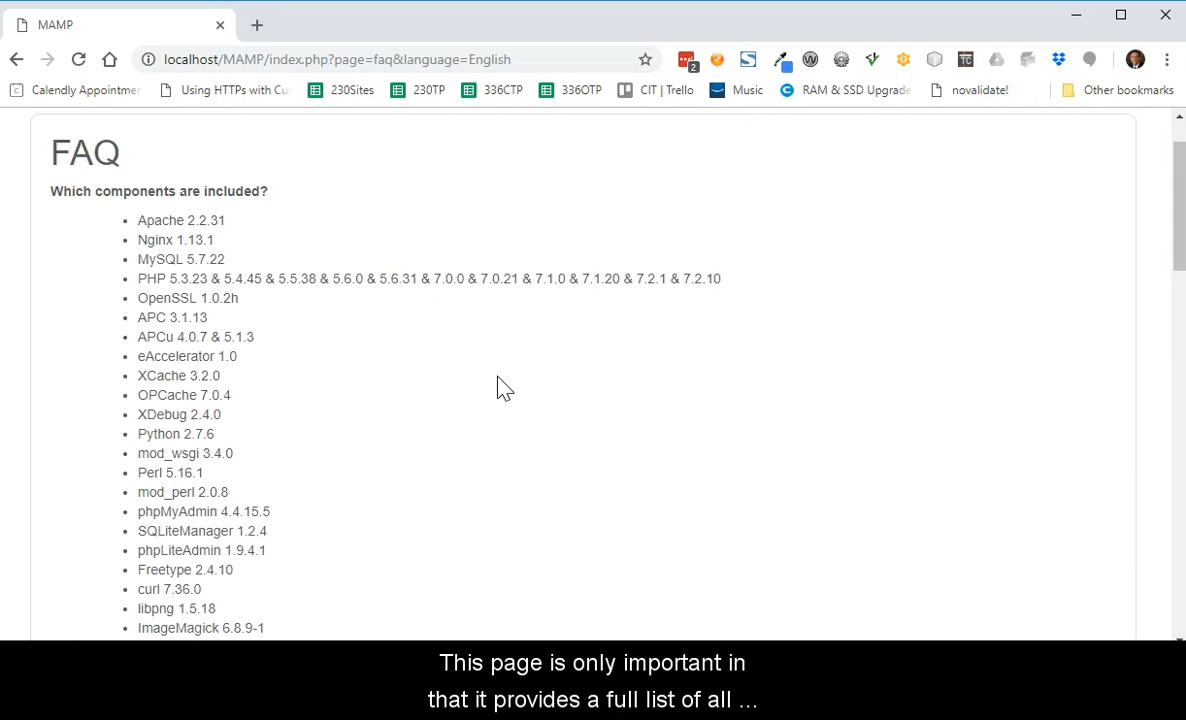 MAMP
localhost/MAMP/index.php?page=faq&language=English
2
TC
Calendly Appointmer
Using HTTPs with Cu
230Sites
230TP
336CTP
336OTP
CIT | Trello
Music
RAM & SSD Upgrade
novalidate!
Other bookmarks
FAQ
Which components are included?
Apache 2.2.31
Nginx 1.13.1
MySQL 5.7.22
PHP 5.3.23 & 5.4.45 & 5.5.38 & 5.6.0 & 5.6.31 & 7.0.0 & 7.0.21 & 7.1.0 & 7.1.20 & 7.2.1 & 7.2.10
OpenSSL 1.0.2h
APC 3.1.13
APCu 4.0.7 & 5.1.3
eAccelerator 1.0
XCache 3.2.0
OPCache 7.0.4
XDebug 2.4.0
Python 2.7.6
mod_wsgi 3.4.0
Perl 5.16.1
mod_perl 2.0.8
phpMyAdmin 4.4.15.5
SQLiteManager 1.2.4
phpLiteAdmin 1.9.4.1
Freetype 2.4.10
curl 7.36.0
libpng 1.5.18
ImageMagick 6.8.9-1
This page is only important in
that it provides a full list of all ...